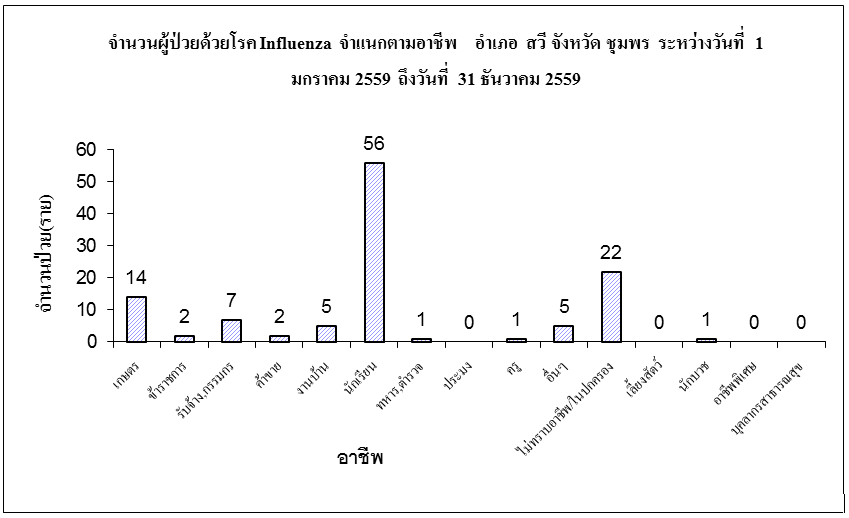 จำนวนผู้ป่วยด้วยโรค Influenza จำแนกตามอาชีพ อำเภอ สวี จังหวัด ชุมพร ระหว่างวันที่ 1
มกราคม 2559 ถึงวันที่ 31 ธันวาคม 2559
จำนวนป่วย(ราย)
60
50
40
30
20
10
0
14
2
7
2
5
56
1
0
1
5
22
0
1
0
0
เกษตร
ข้าราชการ
รับจ้าง,กรรมกร
ค้าขาย
งานบ้าน
นักเรียน
ทหาร,ตำรวจ
ประมง
ครู
อื่นๆ
ไม่ทราบอาชีพ/ในปกครอง
เลี้ยงสัตว์
นักบวช
อาชีพพิเศษ
บุคลากรสาธารณสุข
อาชีพ